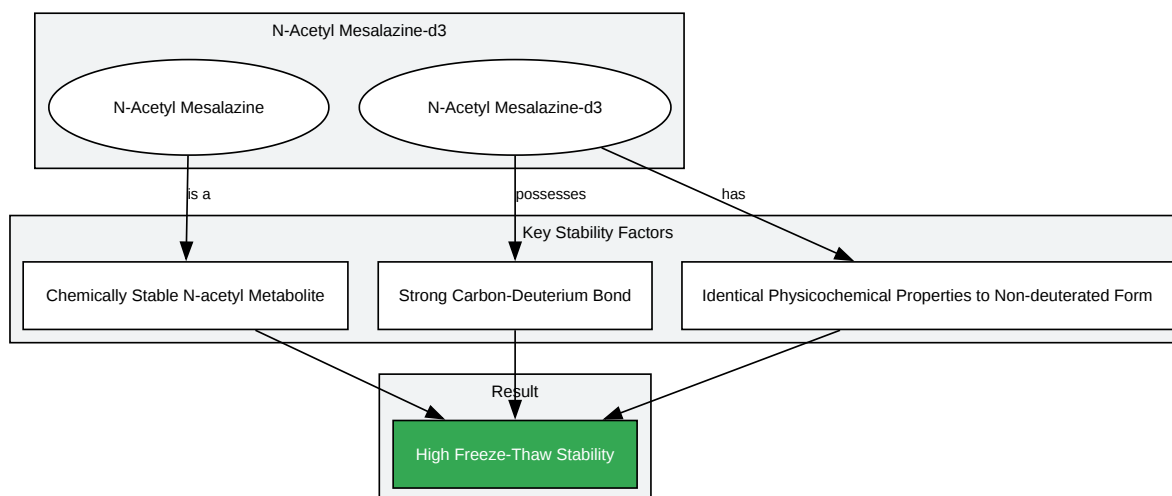 N-Acetyl Mesalazine-d3
N-Acetyl Mesalazine
N-Acetyl Mesalazine-d3
is a
possesses
has
Key Stability Factors
Chemically Stable N-acetyl Metabolite
Strong Carbon-Deuterium Bond
Identical Physicochemical Properties to Non-deuterated Form
Result
High Freeze-Thaw Stability